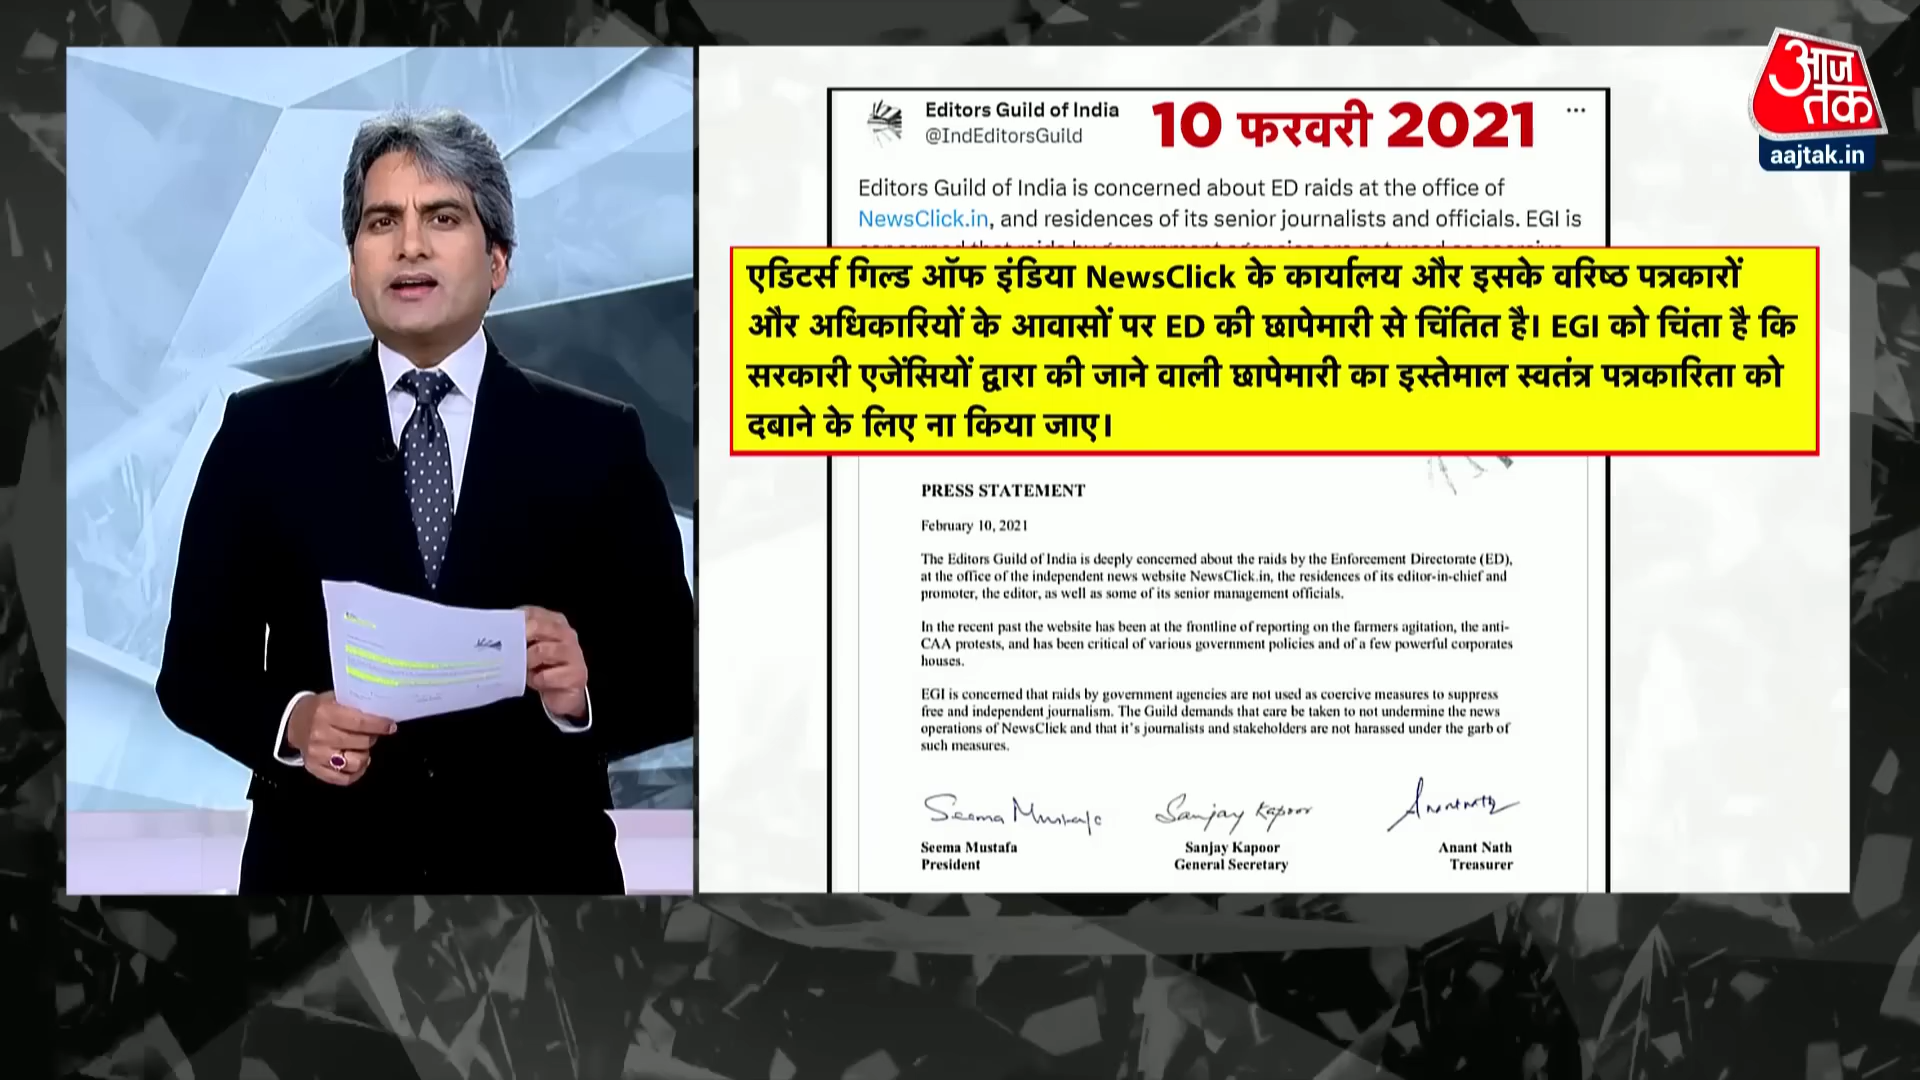 आज
तक
aajtak.in
Editors Guild of India
@IndEditorsGuild
10 फरवरी 2021
Editors Guild of India is concerned about ED raids at the office of
NewsClick.in, and residences of its senior journalists and officials. EGI is
एडिटर्स गिल्ड ऑफ इंडिया NewsClick के कार्यालय और इसके वरिष्ठ पत्रकारों
और अधिकारियों के आवासों पर ED की छापेमारी से चिंतित है। EGI को चिंता है कि
सरकारी एजेंसियों द्वारा की जाने वाली छापेमारी का इस्तेमाल स्वतंत्र पत्रकारिता को
दबाने के लिए ना किया जाए।
PRESS STATEMENT
February 10, 2021
The Editors Guild of India is deeply concerned about the raids by the Enforcement Directorate (ED),
at the office of the independent news website NewsClick.in, the residences of its editor-in-chief and
promoter, the editor, as well as some of its senior management officials.
In the recent past the website has been at the frontline of reporting on the farmers agitation, the anti-
CAA protests, and has been critical of various government policies and of a few powerful corporates
houses.
EGI is concerned that raids by government agencies are not used as coercive measures to suppress
free and independent journalism. The Guild demands that care be taken to not undermine the news
operations of NewsClick and that it's journalists and stakeholders are not harassed under the garb of
such measures.
Seema Mustafa Sanjay Kapoor Anant Nath
President General Secretary Treasurer